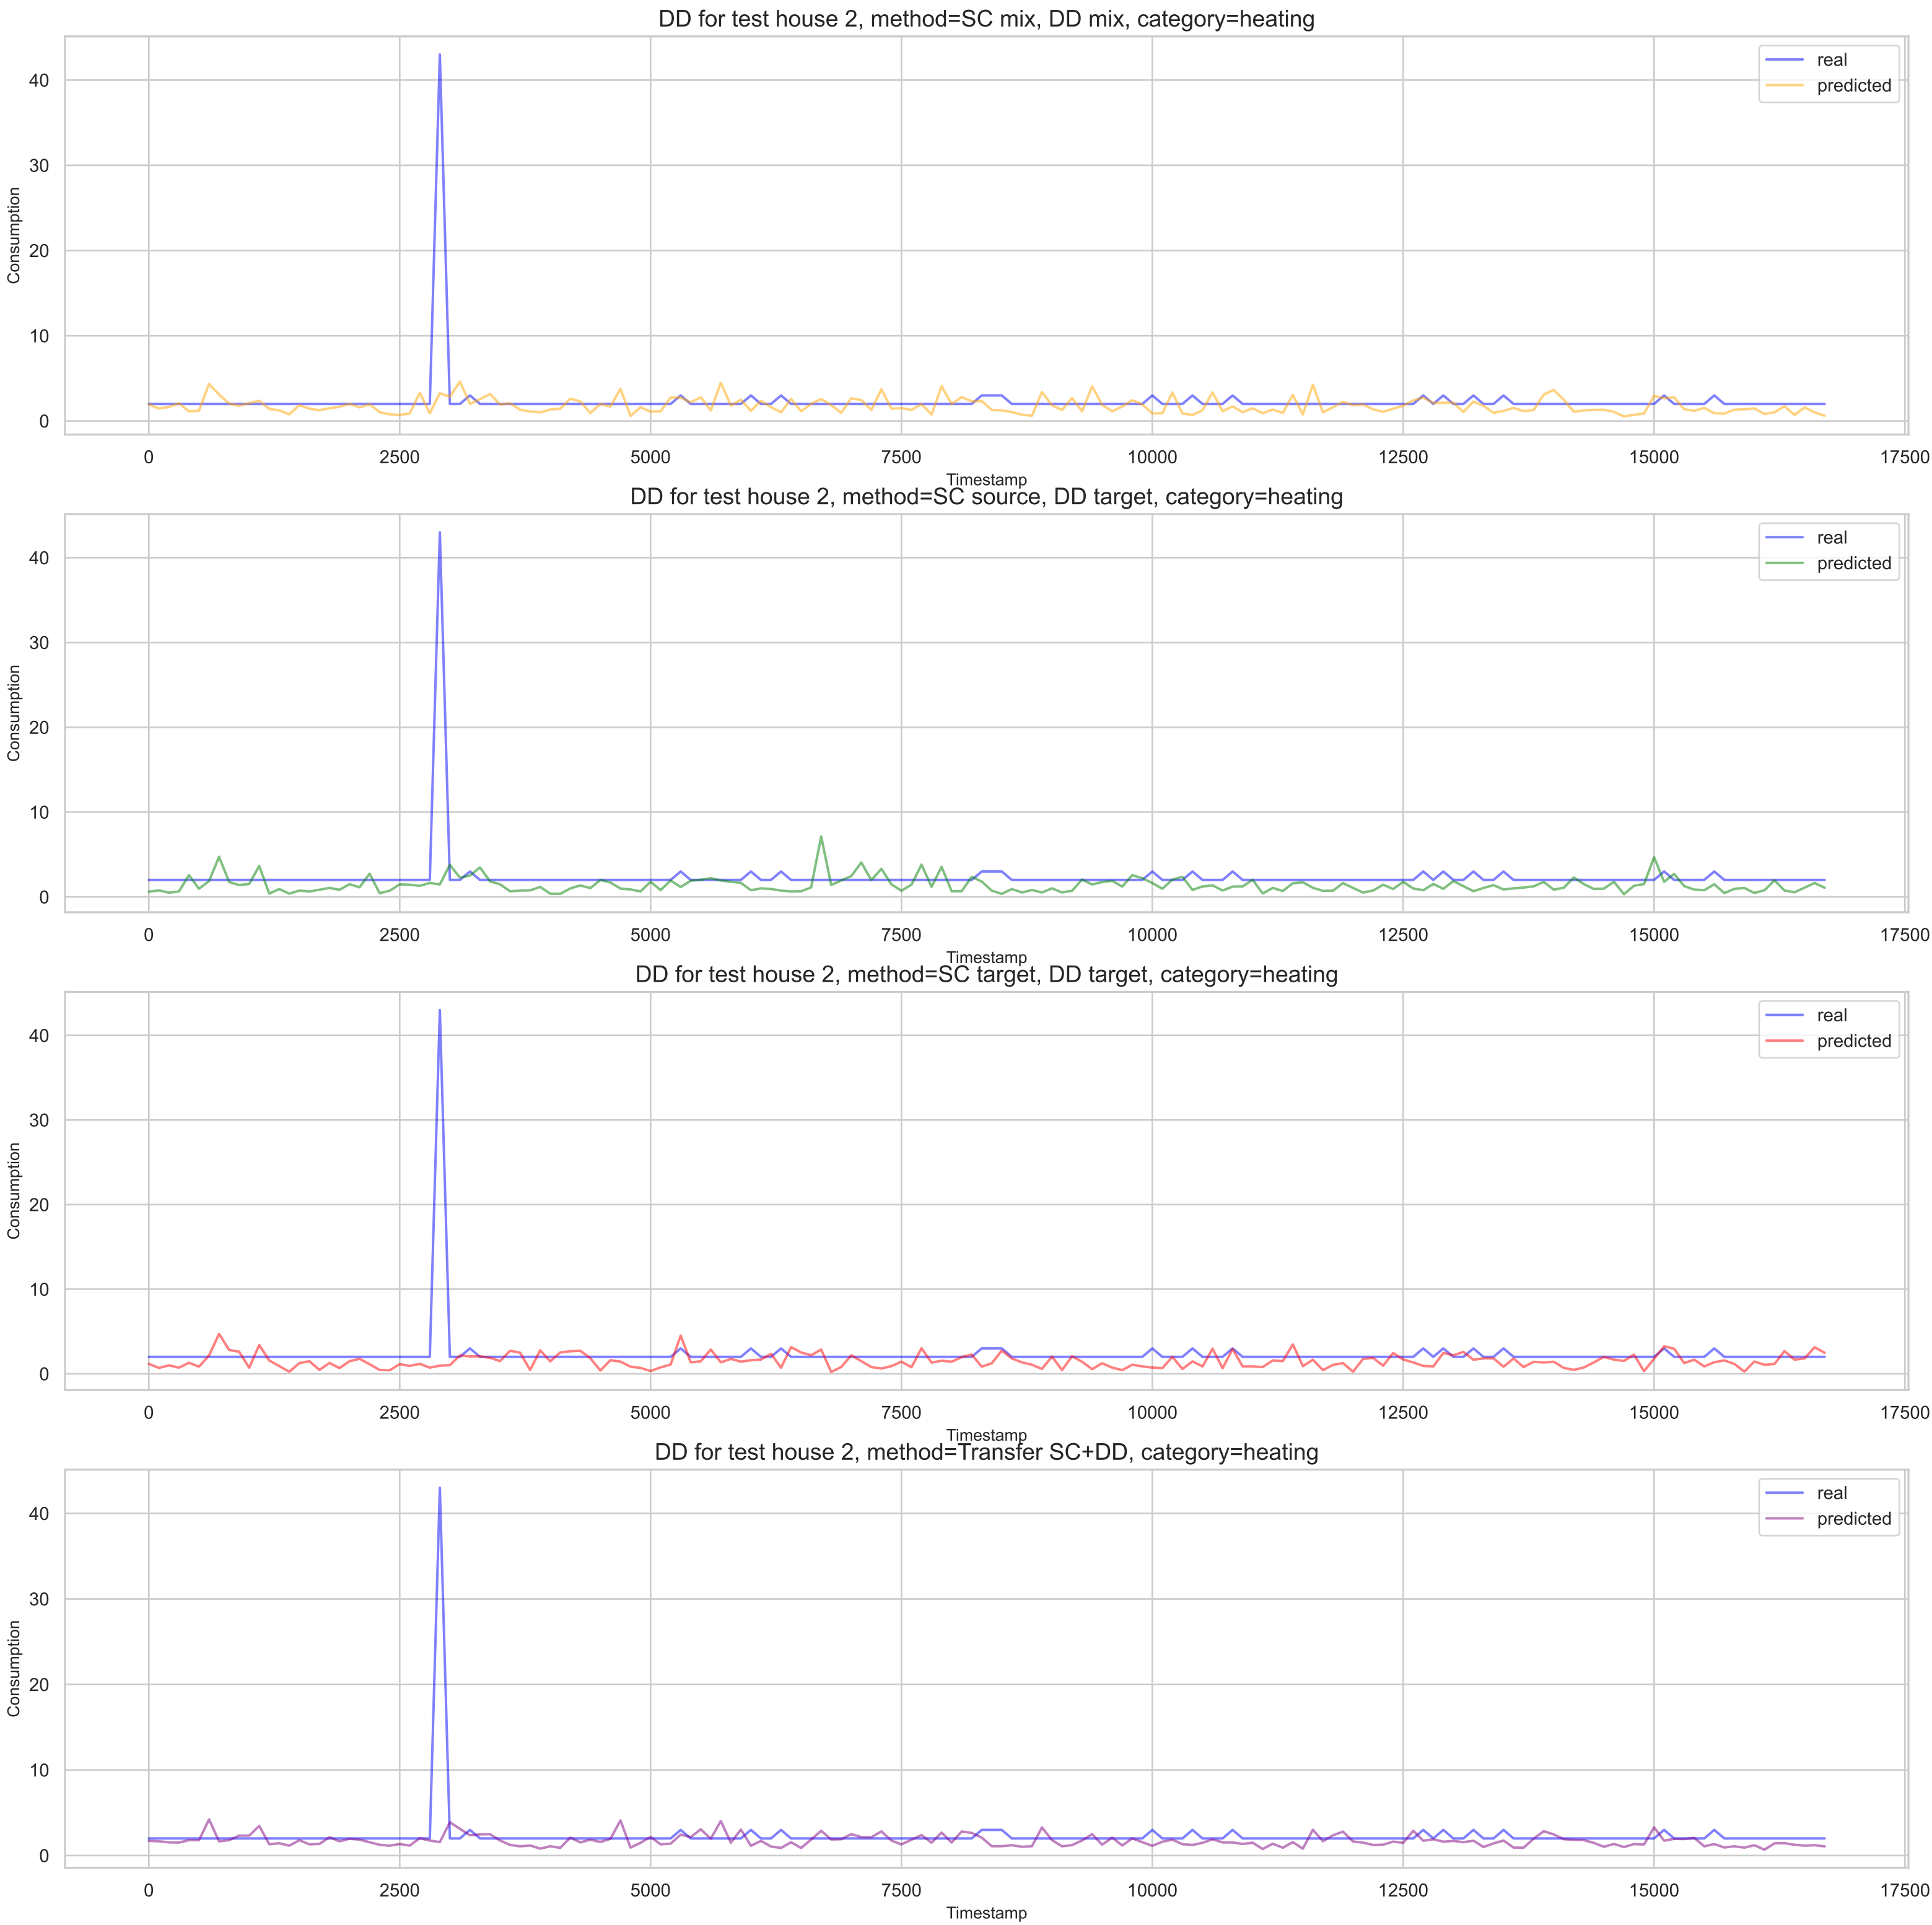 DD for test house 2, method=SC mix, DD mix, category=heating
real
predicted
40
30
20
10
0
Consumption
0 2500 5000 7500 10000 12500 15000 17500
Timestamp
DD for test house 2, method=SC source, DD target, category=heating
real
predicted
40
30
20
10
0
Consumption
0 2500 5000 7500 10000 12500 15000 17500
Timestamp
DD for test house 2, method=SC target, DD target, category=heating
real
predicted
40
30
20
10
0
Consumption
0 2500 5000 7500 10000 12500 15000 17500
Timestamp
DD for test house 2, method=Transfer SC+DD, category=heating
real
predicted
40
30
20
10
0
Consumption
0 2500 5000 7500 10000 12500 15000 17500
Timestamp